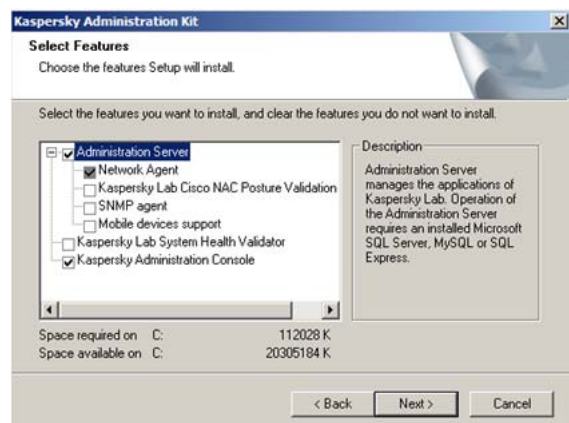 Kaspersky Administration Kit
Select Features
Choose the features Setup will install.
Select the features you want to install, and clear the features you do not want to install.
Administration Server
Network Agent
Kaspersky Lab Cisco NAC Posture Validation
SNMP agent
Mobile devices support
Kaspersky Lab System Health Validator
Kaspersky Administration Console
Description
Administration Server
manages the applications of
Kaspersky Lab. Operation of
the Administration Server
requires an installed Microsoft
SQL Server, MySQL or SQL
Express.
Space required on C: 112028 K
Space available on C: 20305184 K
< Back
Next >
Cancel